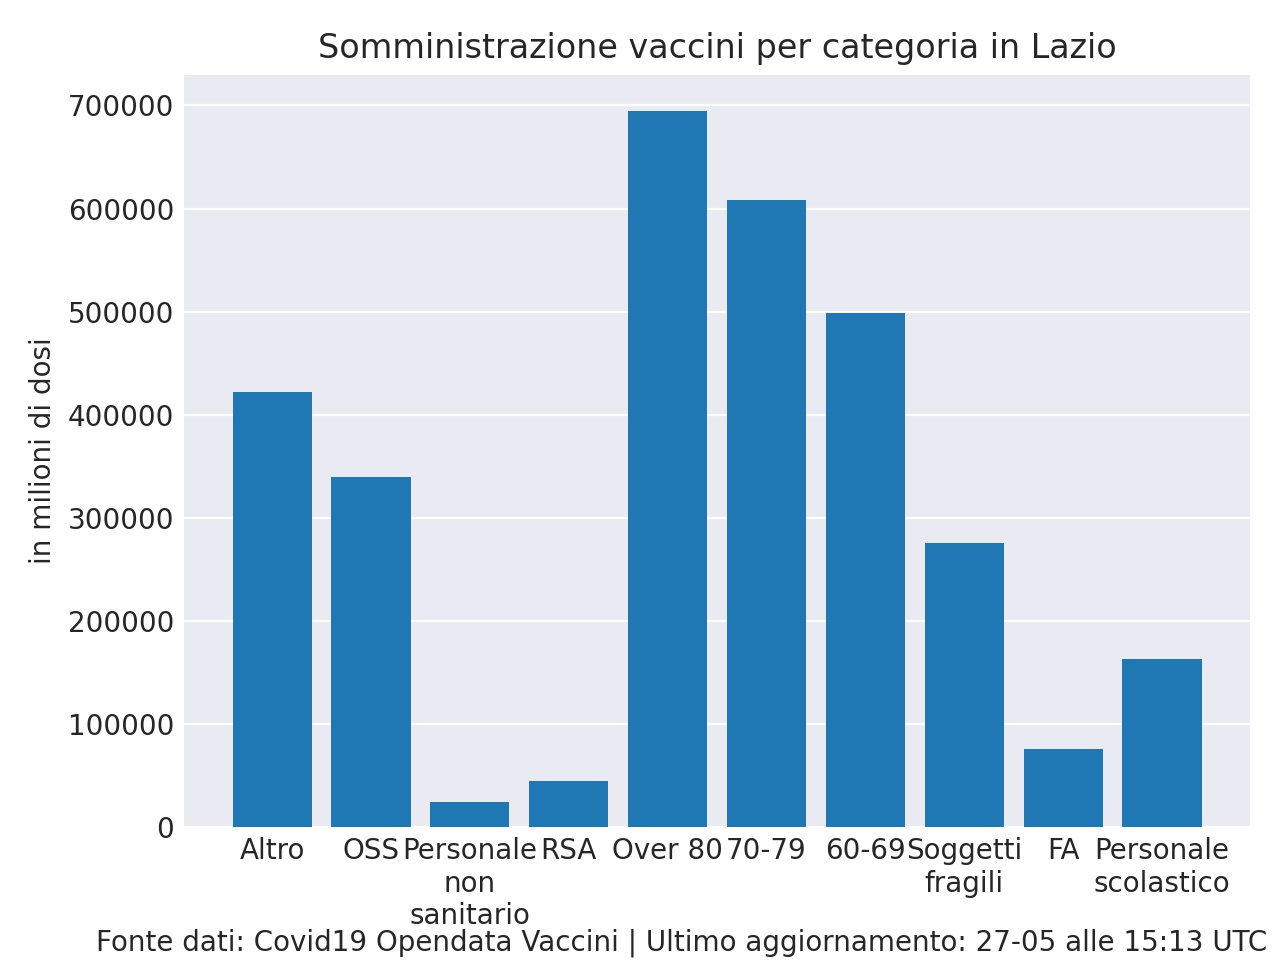 Somministrazione vaccini per categoria in Lazio
in milioni di dosi
700000
600000
500000
400000
300000
200000
100000
0
Altro
OSS
Personale
non
sanitario
RSA
Over 80
70-79
60-69
Soggetti
fragili
FA
Personale
scolastico
Fonte dati: Covid19 Opendata Vaccini | Ultimo aggiornamento: 27-05 alle 15:13 UTC